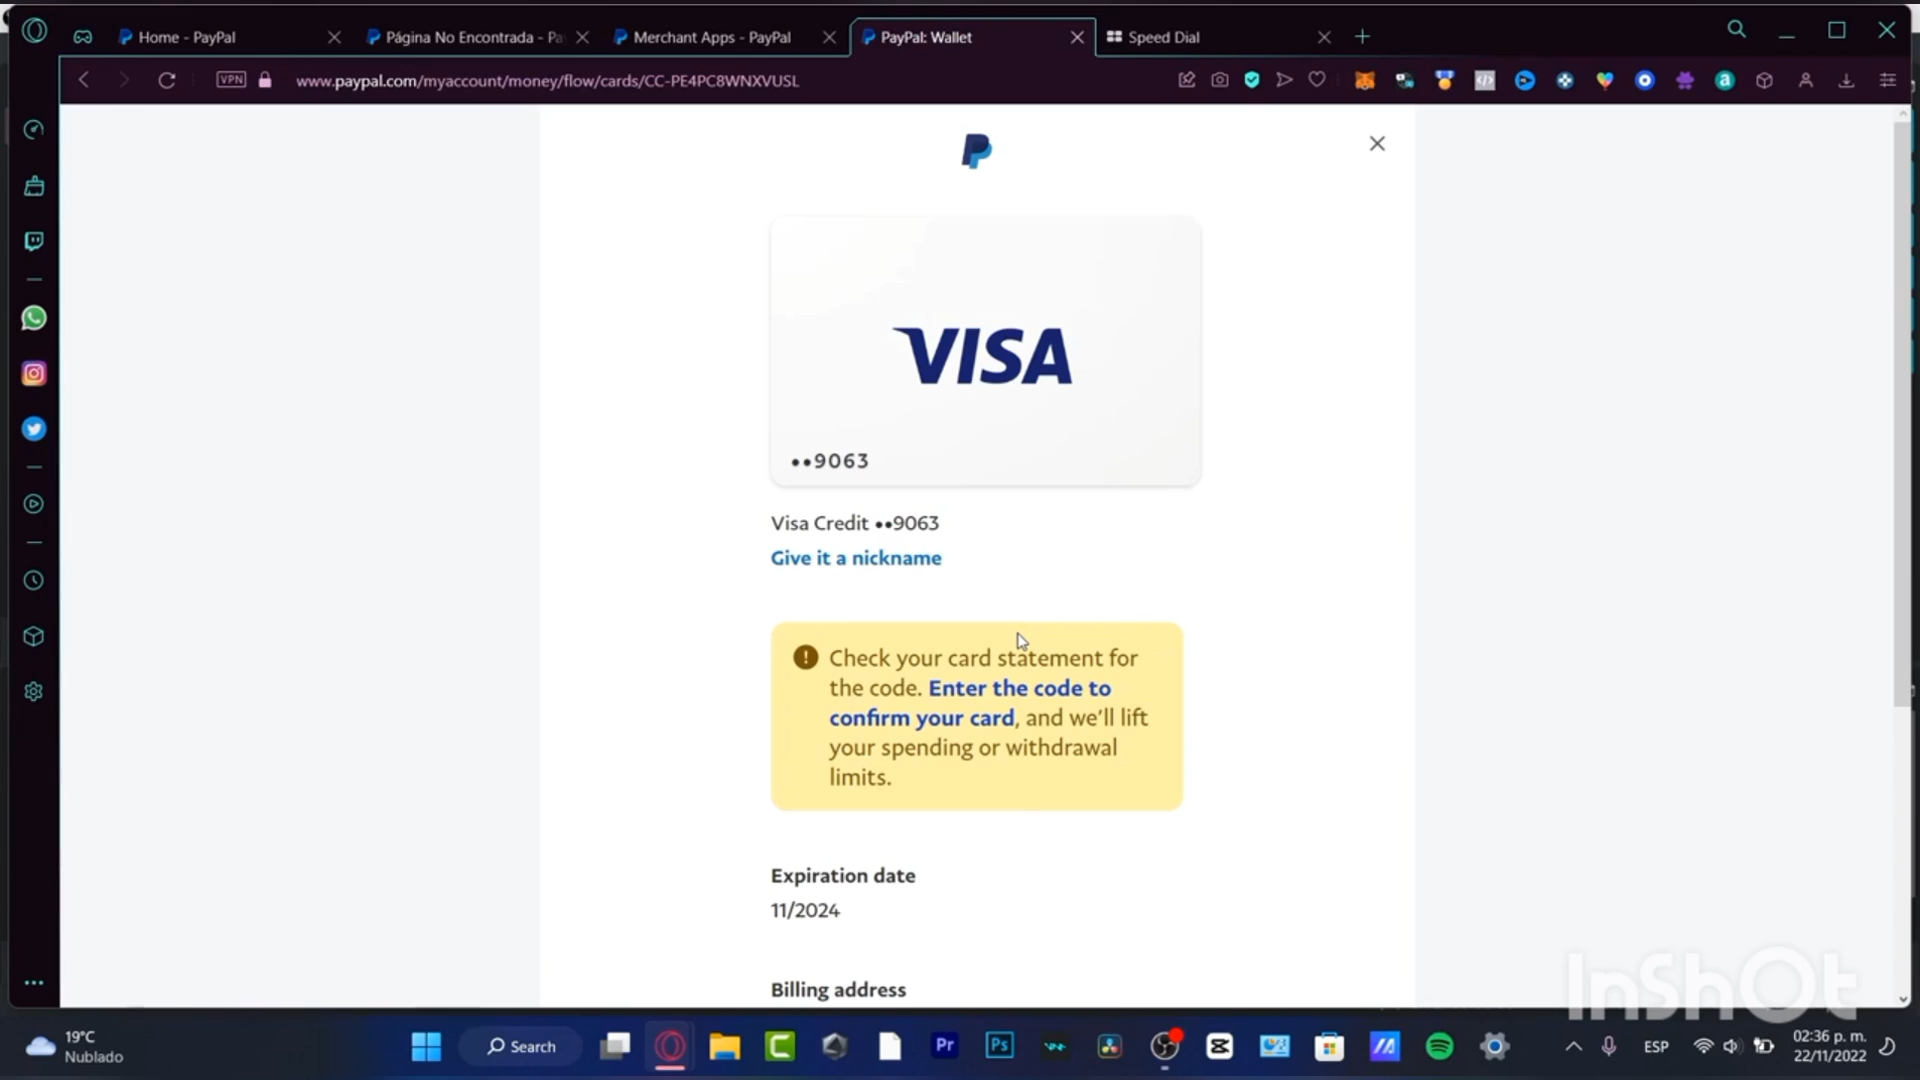 Home - PayPal
Página No Encontrada - Pa
Merchant Apps - PayPal
PayPal: Wallet
Speed Dial
VPN
www.paypal.com/myaccount/money/flow/cards/CC-PE4PC8WNXVUSL
VISA
••9063
Visa Credit ••9063
Give it a nickname
Check your card statement for
the code. Enter the code to
confirm your card, and we'll lift
your spending or withdrawal
limits.
Expiration date
11/2024
Billing address
InShOt
19°C
Nublado
Search
Pr
Ps
ESP
02:36 p. m.
22/11/2022